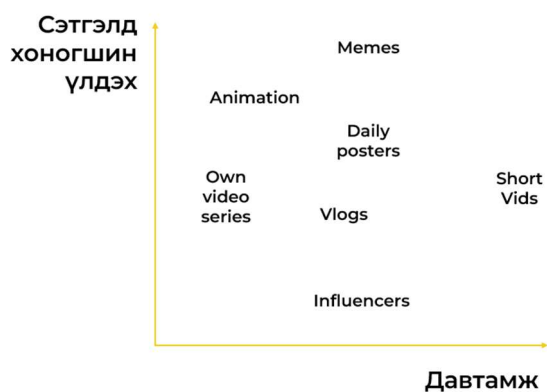 Сэтгэлд
хоногшин
үлдэх
Memes
Animation
Daily
posters
Own
video
series
Short
Vids
Vlogs
Influencers
Давтамж